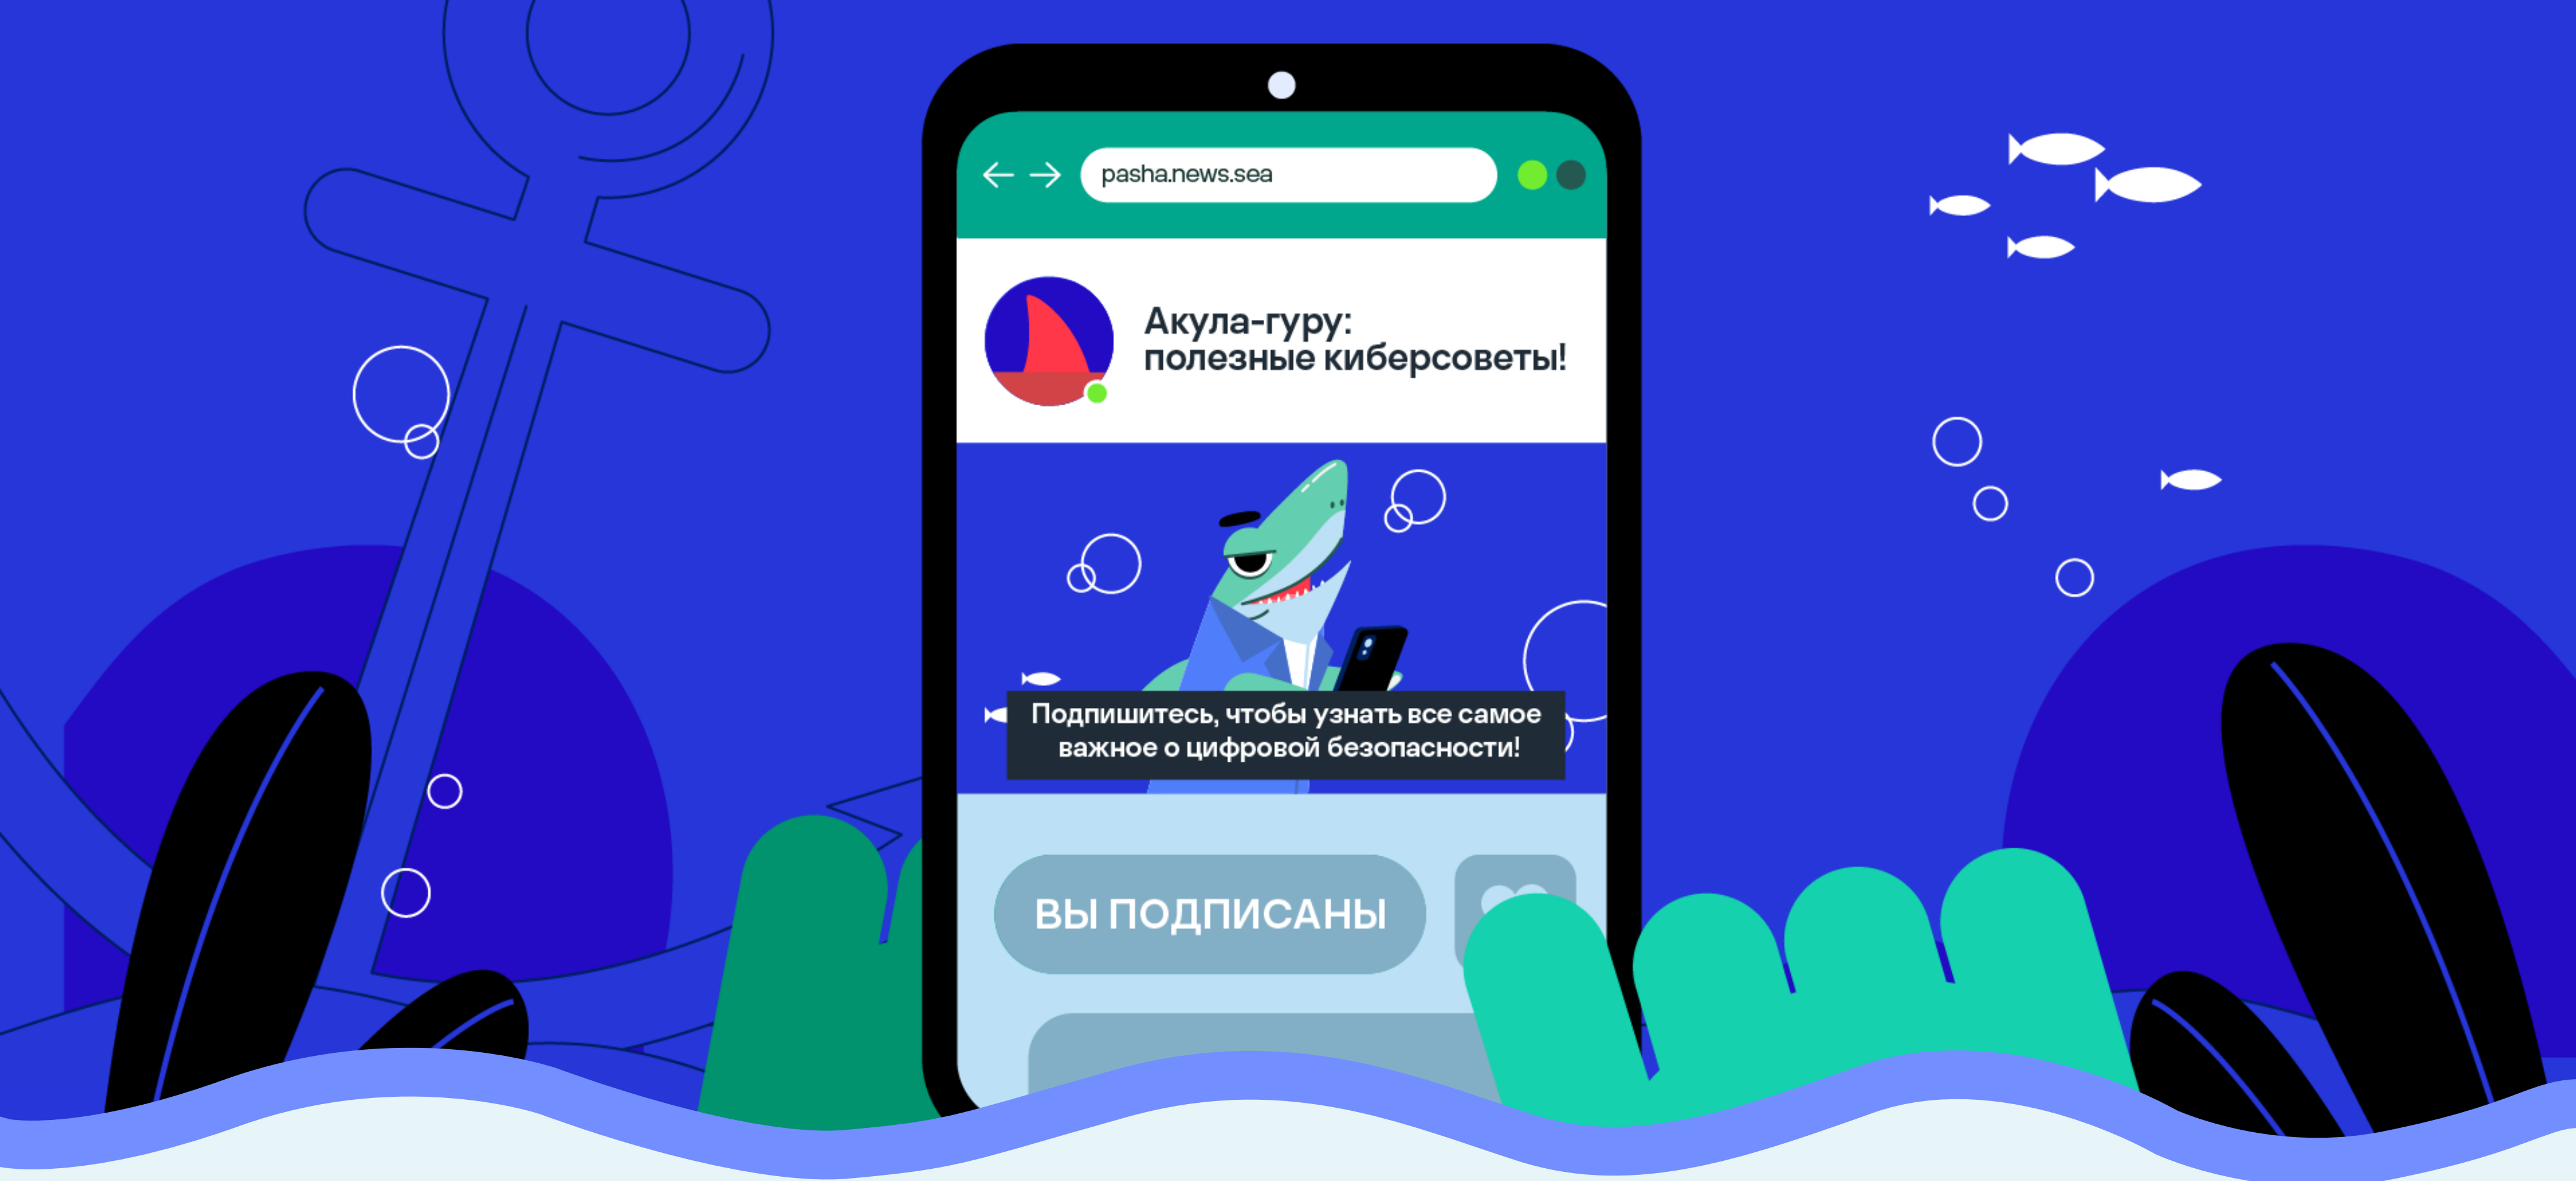 pasha.news.sea
Акула-гуру:
полезные киберсоветы!
Подпишитесь, чтобы узнать все самое
важное о цифровой безопасности!
ВЫ ПОДПИСАНЫ